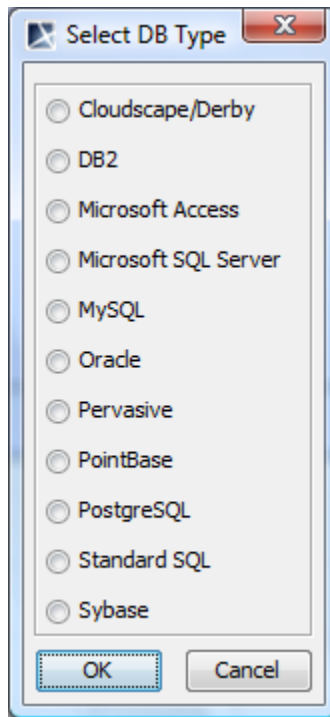 Select DB Type
Cloudscape/Derby
DB2
Microsoft Access
Microsoft SQL Server
MySQL
Oracle
Pervasive
PointBase
PostgreSQL
Standard SQL
Sybase
OK Cancel